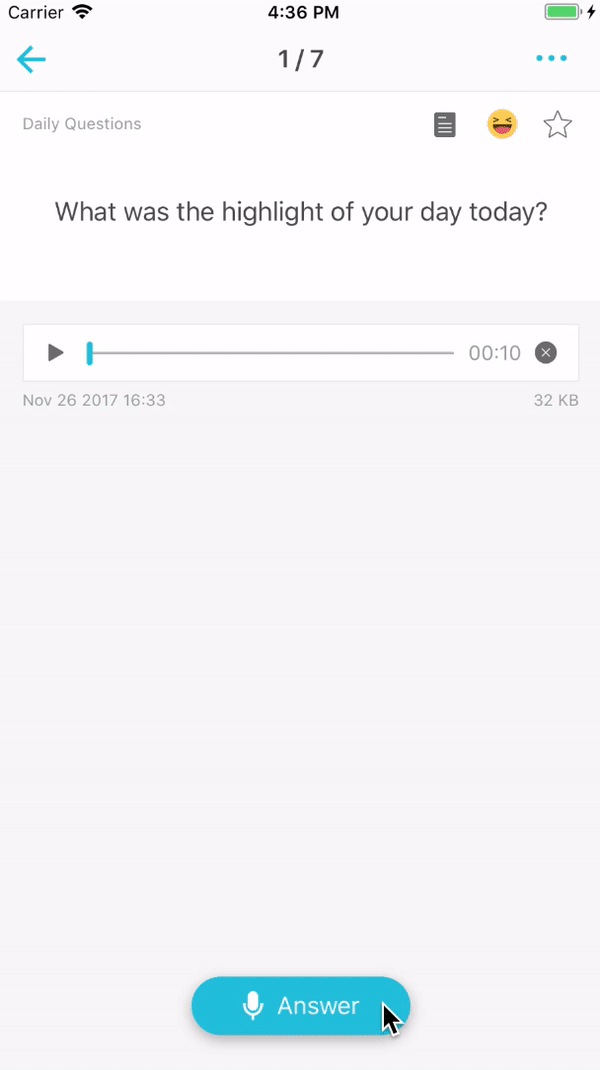 Carrier 4:36 PM
1 / 7
Daily Questions
What was the highlight of your day today?
00:10
Nov 26 2017 16:33 32 KB
Answer